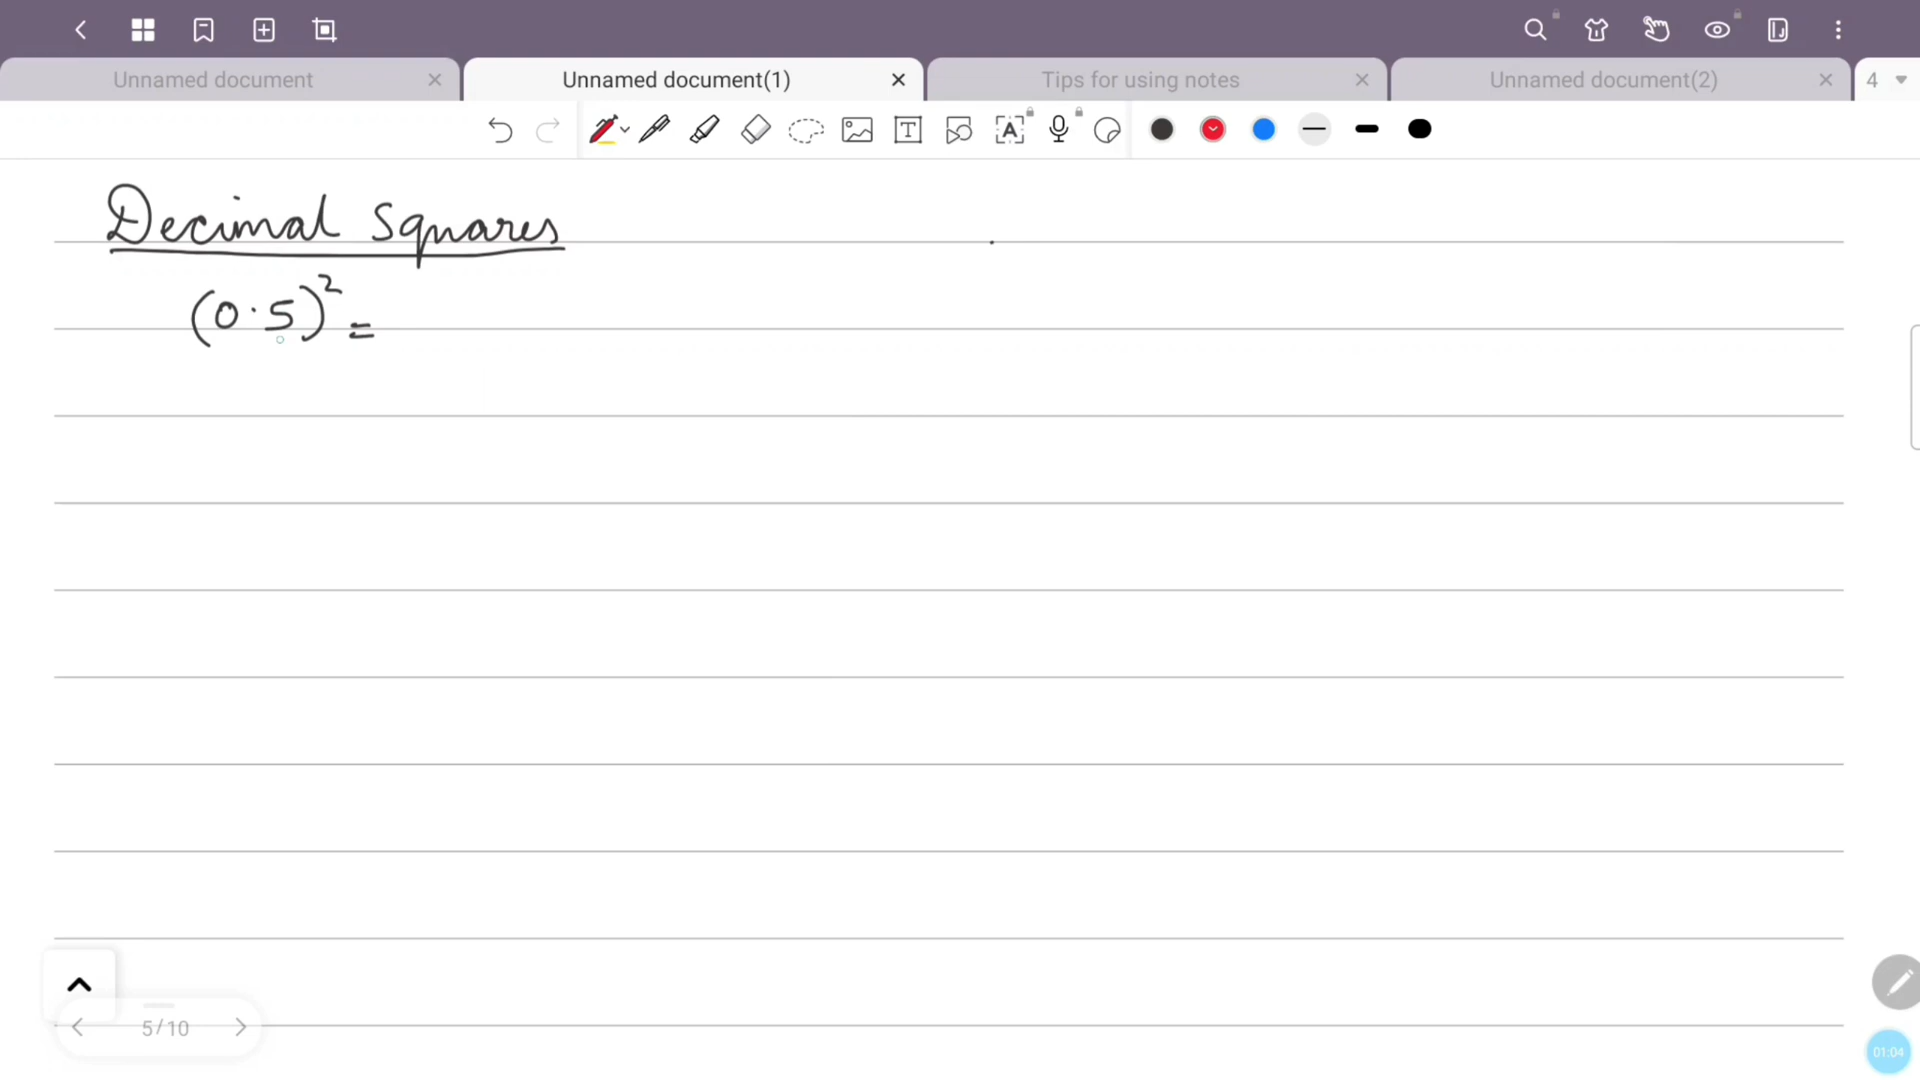 Unnamed document
Unnamed document(1)
Tips for using notes
Unnamed document(2)
4
Decimal Squares
(0·5)² =
5/10
01:04